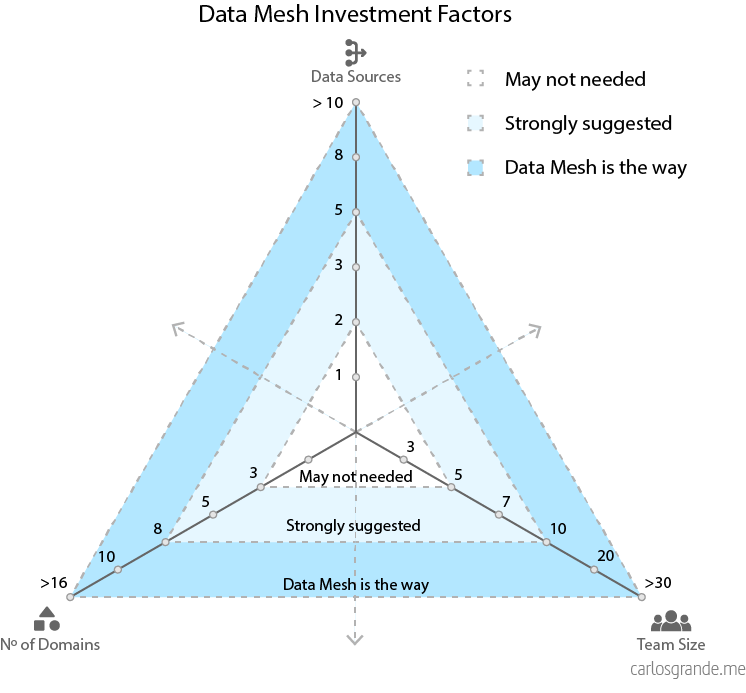 Data Mesh Investment Factors
Data Sources
> 10
8
5
3
2
1
May not needed
Strongly suggested
Data Mesh is the way
3
5
8
10
>16
3
5
7
10
20
>30
May not needed
Strongly suggested
Data Mesh is the way
Nº of Domains
Team Size
carlosgrande.me